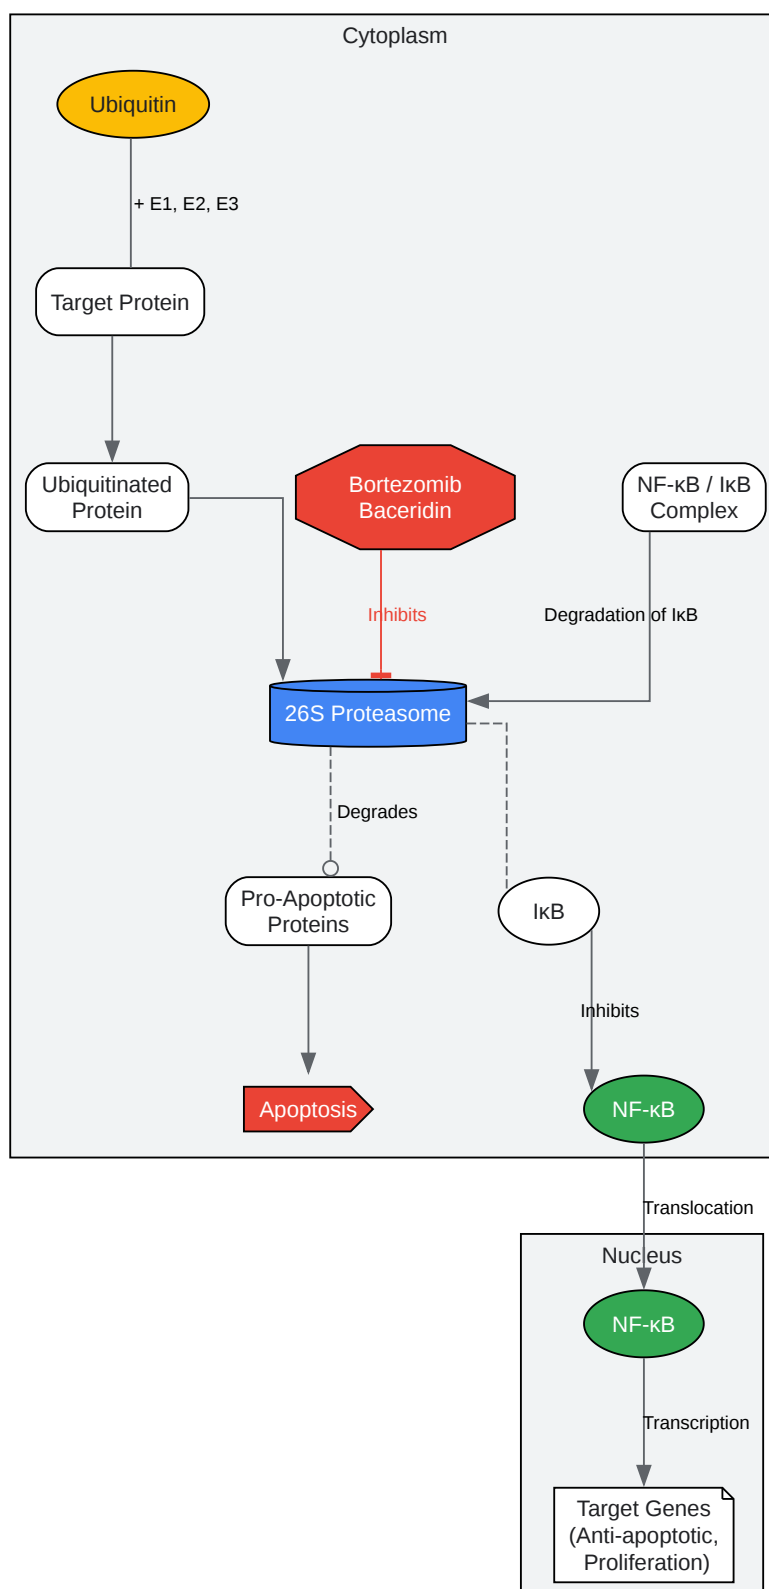 Cytoplasm
Ubiquitin
+ E1, E2, E3
Target Protein
Ubiquitinated
Protein
Bortezomib
Baceridin
NF-κB / IκB
Complex
Inhibits
Degradation of IκB
26S Proteasome
Degrades
Pro-Apoptotic
Proteins
IκB
Inhibits
Apoptosis
NF-κB
Translocation
Nucleus
NF-κB
Transcription
Target Genes
(Anti-apoptotic,
Proliferation)